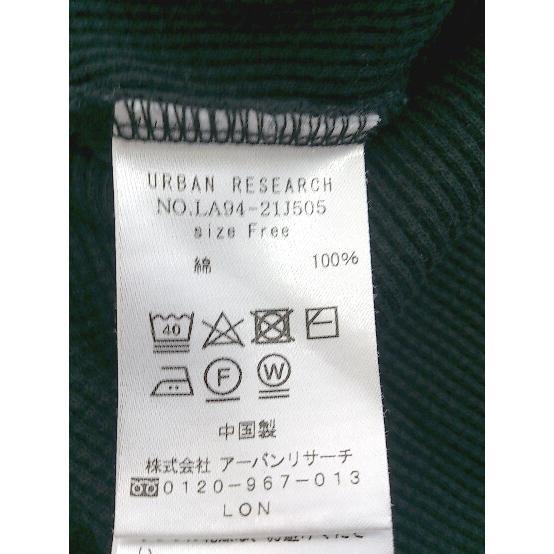 URBAN RESEARCH
NO.LA94-21J505
size Free
綿 100%
40
F W
中国製
株式会社 アーバンリサーチ
0120-967-013
LON